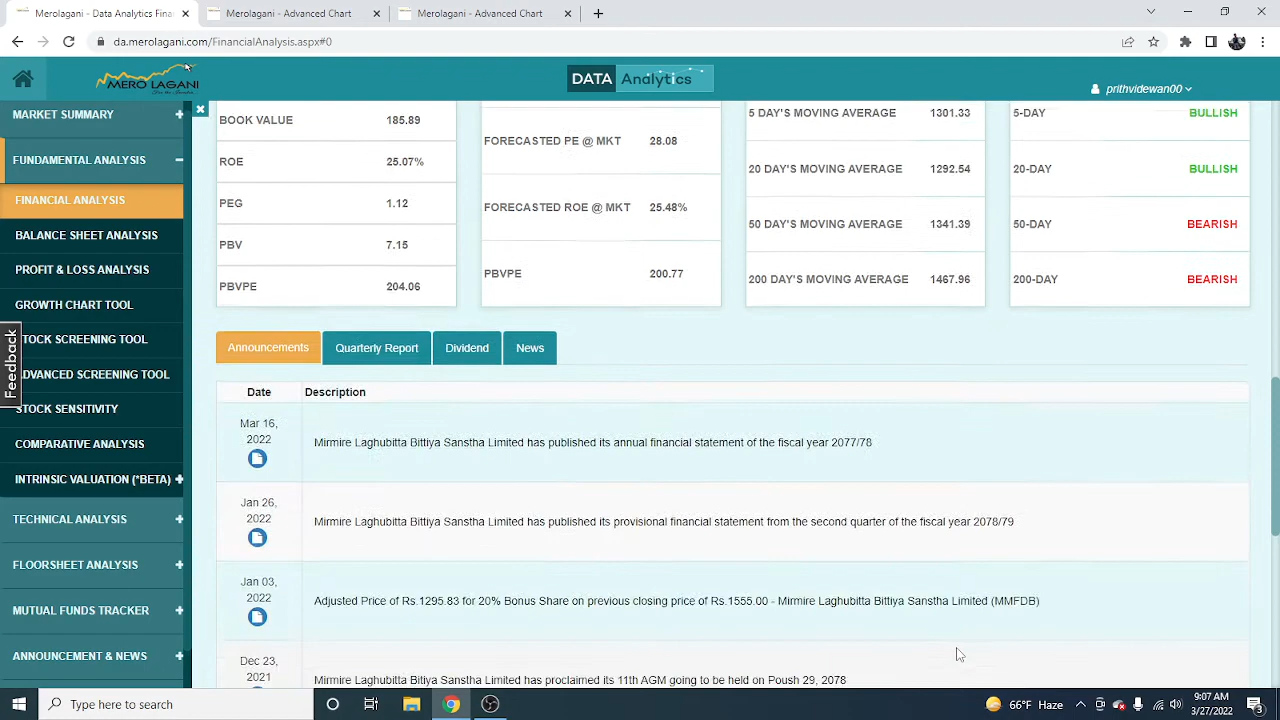 Merolagani - Data Finan
Merolagani - Advanced
Merolagani - Advanced
da.merolagani.com/FinancialAnalysis.aspx#0
MERO LAGANI
DATA Analytics
prithvidewan00
MARKET SUMMARY
FUNDAMENTAL ANALYSIS
FINANCIAL ANALYSIS
BALANCE SHEET ANALYSIS
PROFIT & LOSS ANALYSIS
GROWTH CHART TOOL
STOCK SCREENING TOOL
ADVANCED SCREENING TOOL
STOCK SENSITIVITY
COMPARATIVE ANALYSIS
INTRINSIC VALUATION (*BETA)
TECHNICAL ANALYSIS
FLOORSHEET ANALYSIS
MUTUAL FUNDS TRACKER
ANNOUNCEMENT & NEWS
Feedback
BOOK VALUE 185.89
ROE 25.07%
PEG 1.12
PBV 7.15
PBVPE 204.06
FORECASTED PE @ MKT 28.08
FORECASTED ROE @ MKT 25.48%
PBVPE 200.77
5 DAY'S MOVING AVERAGE 1301.33
20 DAY'S MOVING AVERAGE 1292.54
50 DAY'S MOVING AVERAGE 1341.39
200 DAY'S MOVING AVERAGE 1467.96
5-DAY BULLISH
20-DAY BULLISH
50-DAY BEARISH
200-DAY BEARISH
Announcements Quarterly Report Dividend News
Date Description
Mar 16,
2022
Mirmire Laghubitta Bittiya Sanstha Limited has published its annual financial statement of the fiscal year 2077/78
Jan 26,
2022
Mirmire Laghubitta Bittiya Sanstha Limited has published its provisional financial statement from the second quarter of the fiscal year 2078/79
Jan 03,
2022
Adjusted Price of Rs.1295.83 for 20% Bonus Share on previous closing price of Rs.1555.00 - Mirmire Laghubitta Bittiya Sanstha Limited (MMFDB)
Dec 23,
2021
Mirmire Laghubitta Bittiya Sanstha Limited has proclaimed its 11th AGM going to be held on Poush 29, 2078
Type here to search
66°F Haze
9:07 AM
3/27/2022